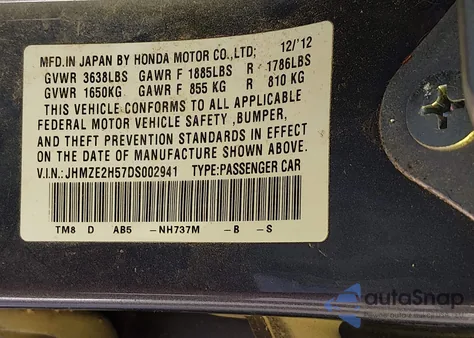 MFD.IN JAPAN BY HONDA MOTOR CO.,LTD; 12/'12
GVWR 3638LBS GAWR F 1885LBS R 1786LBS
GVWR 1650KG GAWR F 855 KG R 810 KG
THIS VEHICLE CONFORMS TO ALL APPLICABLE
FEDERAL MOTOR VEHICLE SAFETY ,BUMPER,
AND THEFT PREVENTION STANDARDS IN EFFECT
ON THE DATE OF MANUFACTURE SHOWN ABOVE.
V.I.N.: JHMZE2H57DS002941 TYPE:PASSENGER CAR
TM8 D AB5 -NH737M -B -S
autoSnap